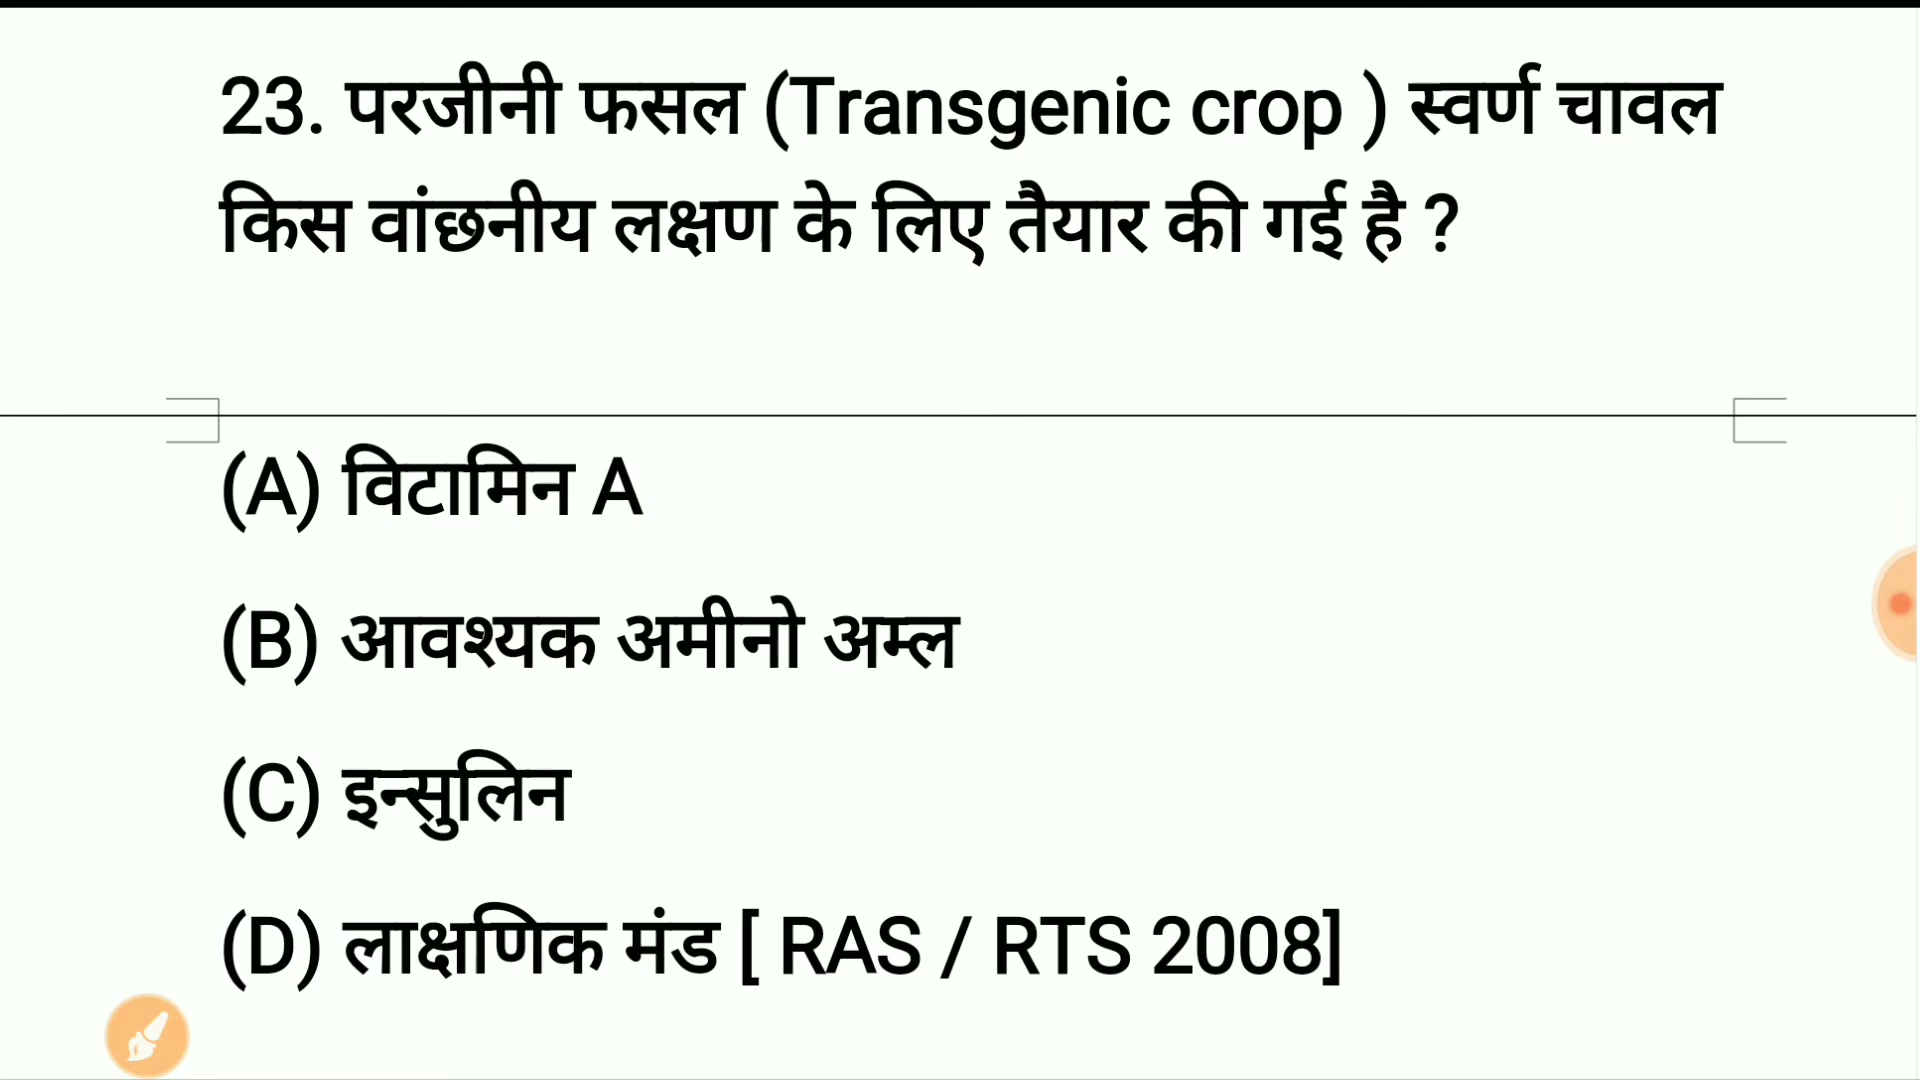 23. परजीनी फसल (Transgenic crop ) स्वर्ण चावल
किस वांछनीय लक्षण के लिए तैयार की गई है ?
(A) विटामिन A
(B) आवश्यक अमीनो अम्ल
(C) इन्सुलिन
(D) लाक्षणिक मंड [ RAS / RTS 2008]